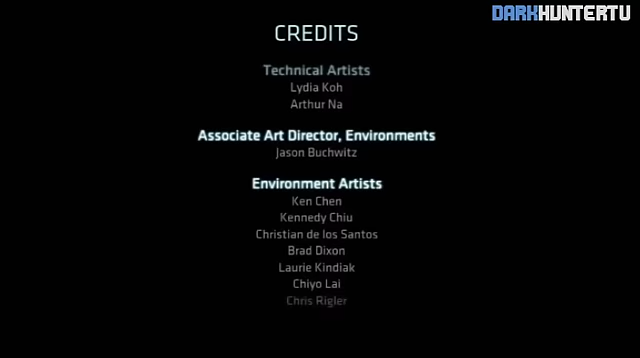 DARKHUNTERTU
CREDITS
Technical Artists
Lydia Koh
Arthur Na
Associate Art Director, Environments
Jason Buchwitz
Environment Artists
Ken Chen
Kennedy Chiu
Christian de los Santos
Brad Dixon
Laurie Kindiak
Chiyo Lai
Chris Rigler